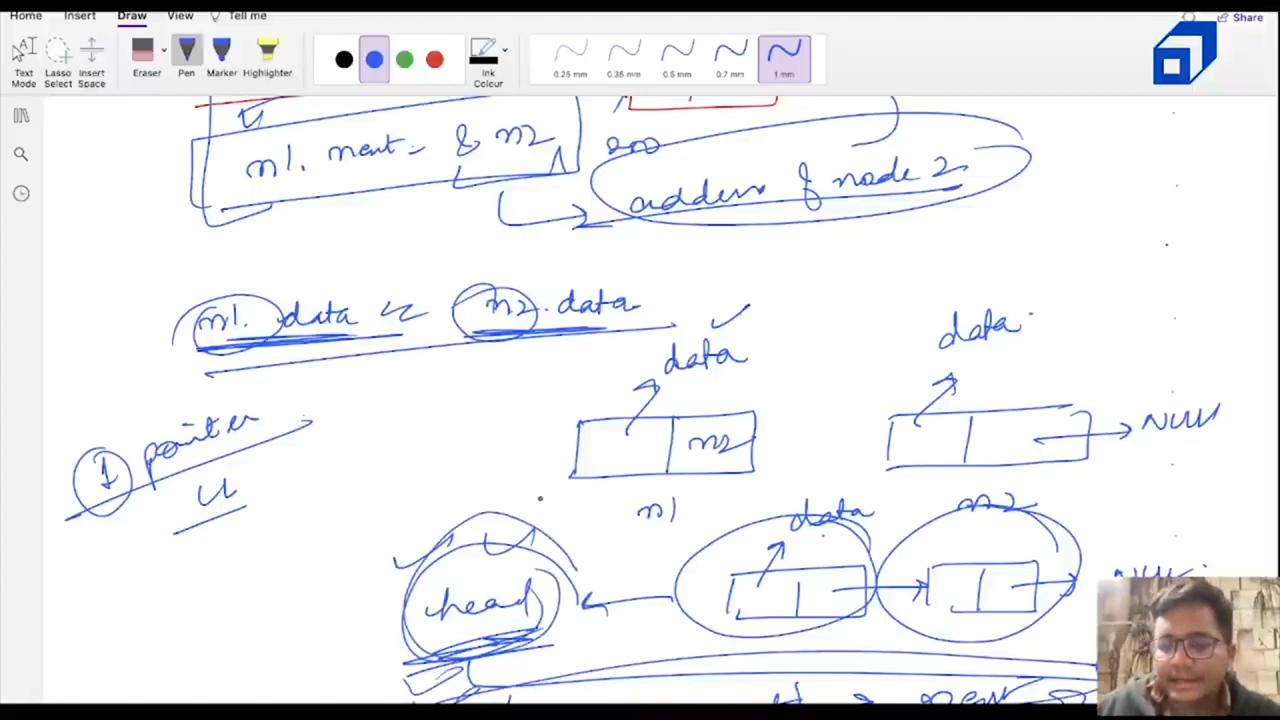 Home Insert Draw View Tell me
Share
Text Mode Lasso Select Insert Space Eraser Pen Marker Highlighter Ink Colour 0.25 mm 0.35 mm 0.5 mm 0.7 mm 1 mm
n1. next = & n2
200
address of node 2
n1. data << n2. data
data
data
1 pointer
n2
NULL
n1
data
n2
head
NULL